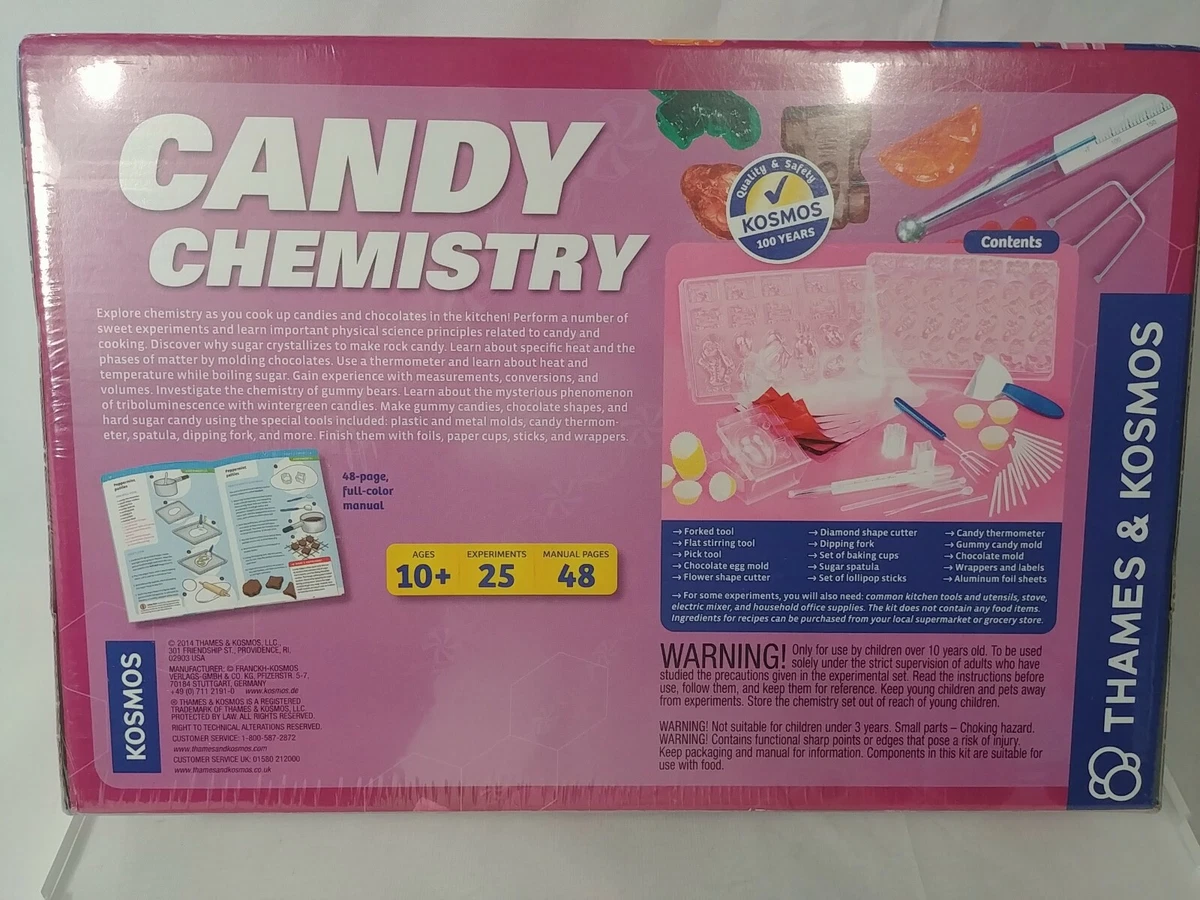 CANDY
CHEMISTRY
Explore chemistry as you cook up candies and chocolates in the kitchen! Perform a number of
sweet experiments and learn important physical science principles related to candy and
cooking. Discover why sugar crystallizes to make rock candy. Learn about specific heat and the
phases of matter by molding chocolates. Use a thermometer and learn about heat and
temperature while boiling sugar. Gain experience with measurements, conversions, and
volumes. Investigate the chemistry of gummy bears. Learn about the mysterious phenomenon
of triboluminescence with wintergreen candies. Make gummy candies, chocolate shapes, and
hard sugar candy using the special tools included: plastic and metal molds, candy thermom-
eter, spatula, dipping fork, and more. Finish them with foils, paper cups, sticks, and wrappers.
48-page,
full-color
manual
AGES
10+
EXPERIMENTS
25
MANUAL PAGES
48
KOSMOS
© 2014 THAMES & KOSMOS, LLC,
301 FRIENDSHIP ST., PROVIDENCE, RI,
02903 USA
MANUFACTURER: © FRANCKH-KOSMOS
VERLAGS-GMBH & CO. KG, PFIZERSTR. 5-7,
70184 STUTTGART, GERMANY
+49 (0) 711 2191-0 www.kosmos.de
® THAMES & KOSMOS IS A REGISTERED
TRADEMARK OF THAMES & KOSMOS, LLC.
PROTECTED BY LAW. ALL RIGHTS RESERVED.
RIGHT TO TECHNICAL ALTERATIONS RESERVED.
CUSTOMER SERVICE: 1-800-587-2872
www.thamesandkosmos.com
CUSTOMER SERVICE UK: 01580 212000
www.thamesandkosmos.co.uk
Quality & Safety
KOSMOS
100 YEARS
Contents
→ Forked tool
→ Flat stirring tool
→ Pick tool
→ Chocolate egg mold
→ Flower shape cutter
→ Diamond shape cutter
→ Dipping fork
→ Set of baking cups
→ Sugar spatula
→ Set of lollipop sticks
→ Candy thermometer
→ Gummy candy mold
→ Chocolate mold
→ Wrappers and labels
→ Aluminum foil sheets
→ For some experiments, you will also need: common kitchen tools and utensils, stove,
electric mixer, and household office supplies. The kit does not contain any food items.
Ingredients for recipes can be purchased from your local supermarket or grocery store.
WARNING! Only for use by children over 10 years old. To be used
solely under the strict supervision of adults who have
studied the precautions given in the experimental set. Read the instructions before
use, follow them, and keep them for reference. Keep young children and pets away
from experiments. Store the chemistry set out of reach of young children.
WARNING! Not suitable for children under 3 years. Small parts – Choking hazard.
WARNING! Contains functional sharp points or edges that pose a risk of injury.
Keep packaging and manual for information. Components in this kit are suitable for
use with food.
THAMES & KOSMOS